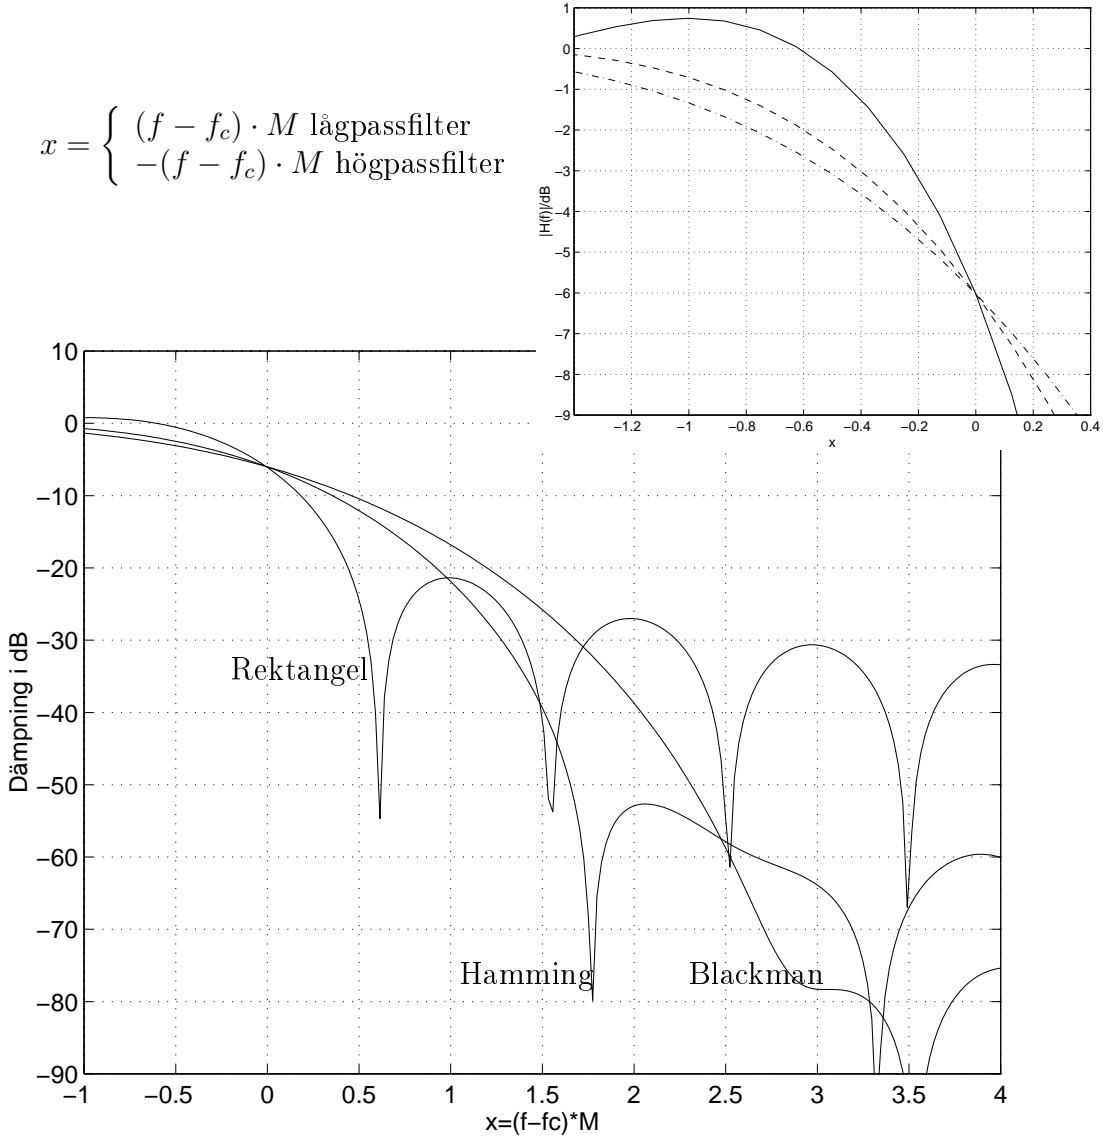 x = { (f − f_c) · M lågpassfilter
−(f − f_c) · M högpassfilter
1
0
−1
−2
−3
−4
−5
−6
−7
−8
−9
|H(f)|/dB
−1.2 −1 −0.8 −0.6 −0.4 −0.2 0 0.2 0.4
x
10
0
−10
−20
−30
−40
−50
−60
−70
−80
−90
Dämpning i dB
Rektangel
Hamming
Blackman
−1 −0.5 0 0.5 1 1.5 2 2.5 3 3.5 4
x=(f−fc)*M